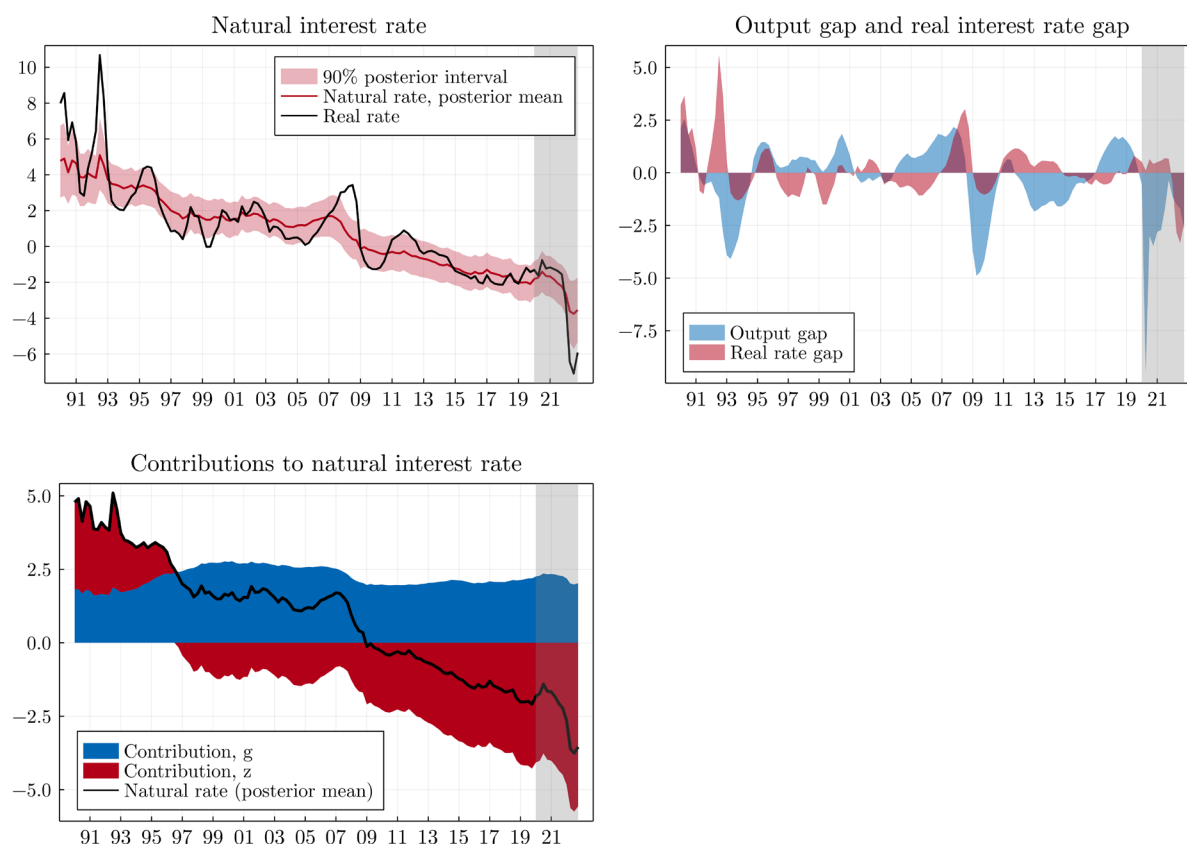 Natural interest rate
10
8
6
4
2
0
−2
−4
−6
90% posterior interval
Natural rate, posterior mean
Real rate
91 93 95 97 99 01 03 05 07 09 11 13 15 17 19 21
Output gap and real interest rate gap
5.0
2.5
0.0
−2.5
−5.0
−7.5
Output gap
Real rate gap
91 93 95 97 99 01 03 05 07 09 11 13 15 17 19 21
Contributions to natural interest rate
5.0
2.5
0.0
−2.5
−5.0
Contribution, g
Contribution, z
Natural rate (posterior mean)
91 93 95 97 99 01 03 05 07 09 11 13 15 17 19 21